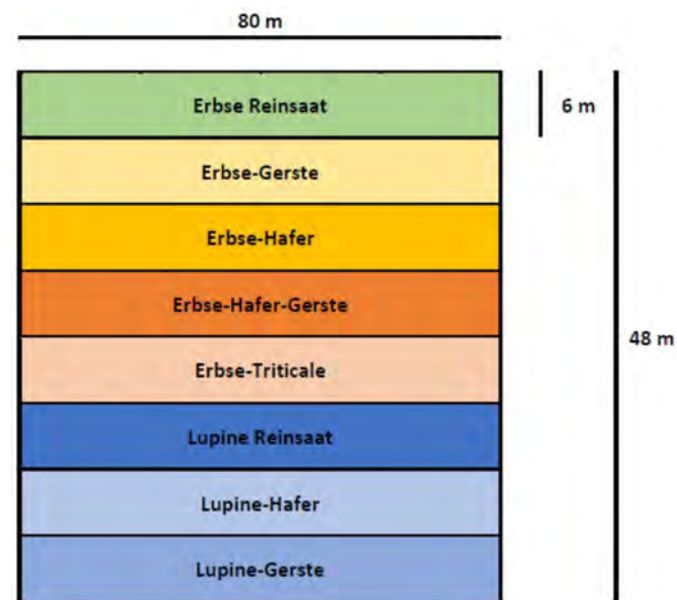 80 m
Erbse Reinsaat
6 m
Erbse-Gerste
Erbse-Hafer
Erbse-Hafer-Gerste
48 m
Erbse-Triticale
Lupine Reinsaat
Lupine-Hafer
Lupine-Gerste